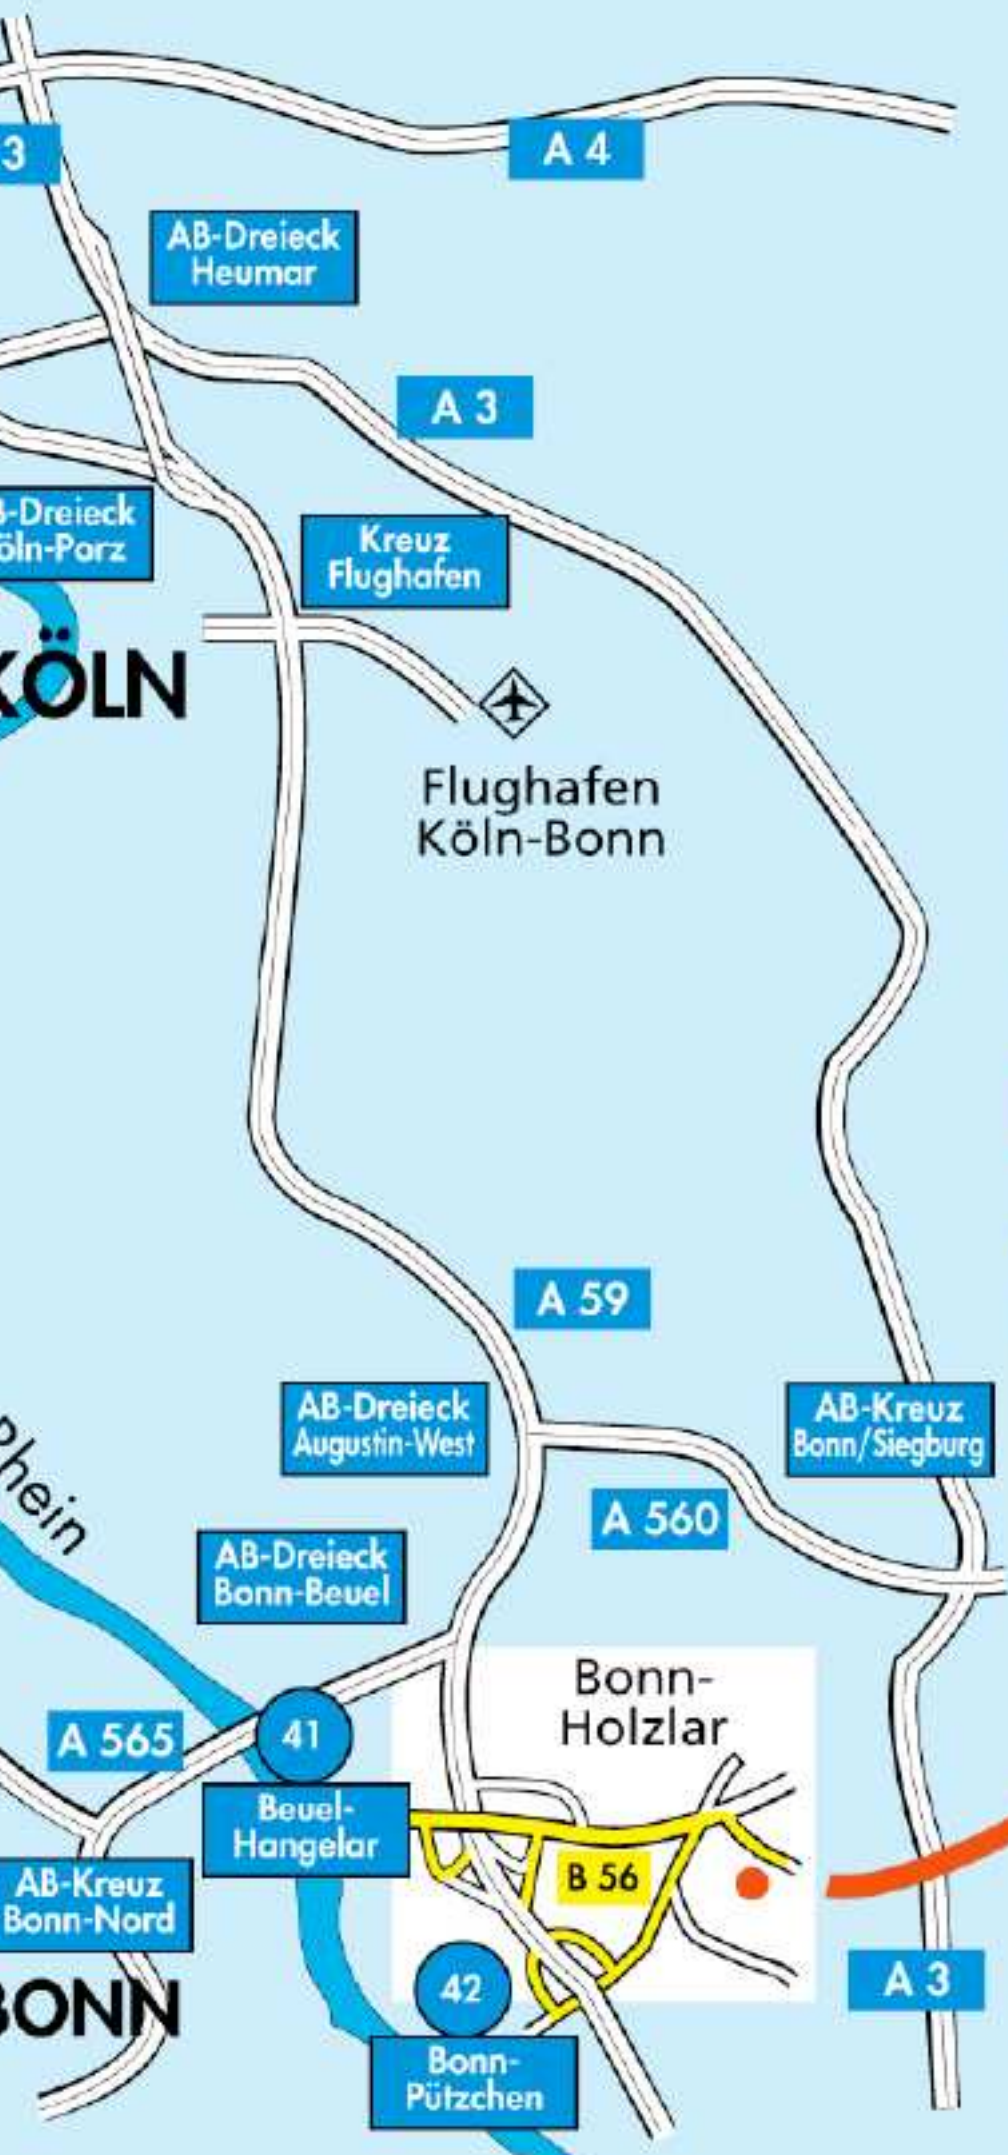 A 4
3
AB-Dreieck
Heumar
A 3
B-Dreieck
öln-Porz
Kreuz
Flughafen
KÖLN
Flughafen
Köln-Bonn
A 59
AB-Dreieck
Augustin-West
AB-Kreuz
Bonn/Siegburg
Rhein
A 560
AB-Dreieck
Bonn-Beuel
Bonn-
Holzlar
A 565
41
Beuel-
Hangelar
B 56
AB-Kreuz
Bonn-Nord
A 3
42
BONN
Bonn-
Pützchen